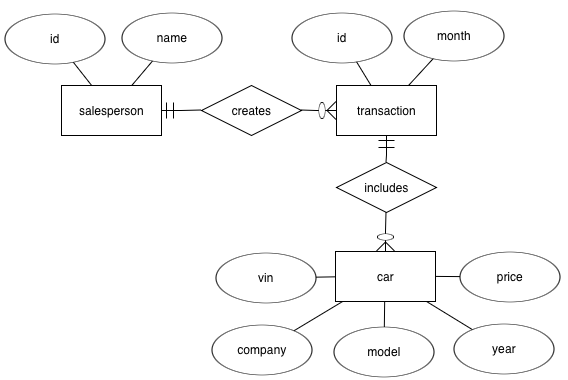 id
name
id
month
salesperson
creates
transaction
includes
vin
car
price
company
model
year